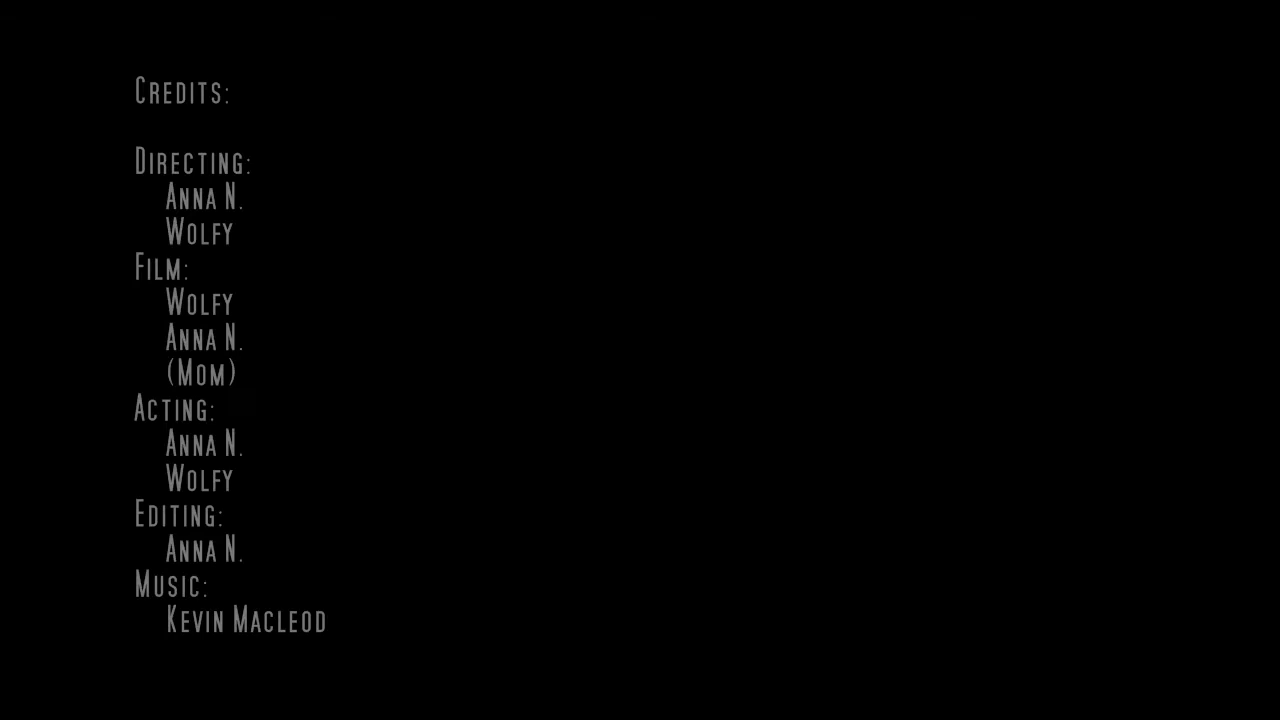 Credits:
Directing:
Anna N.
Wolfy
Film:
Wolfy
Anna N.
(Mom)
Acting:
Anna N.
Wolfy
Editing:
Anna N.
Music:
Kevin Macleod